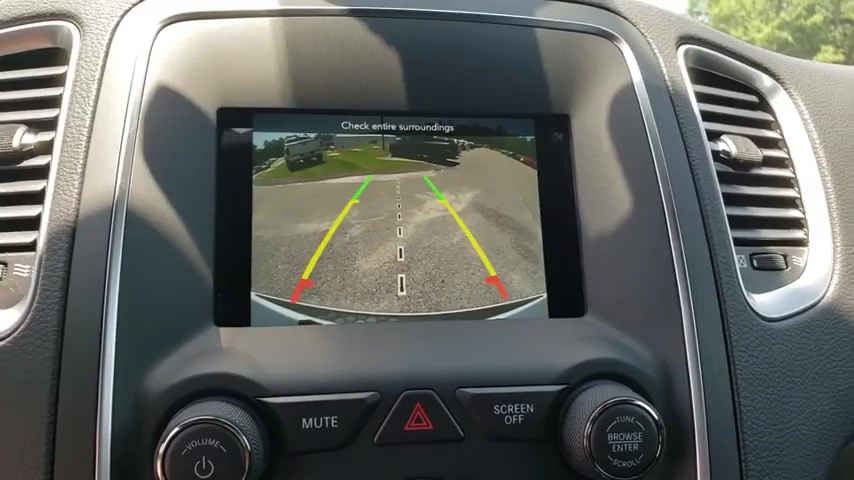 Check entire surroundings
MUTE
SCREEN
OFF
VOLUME
TUNE
BROWSE
ENTER
SCROLL